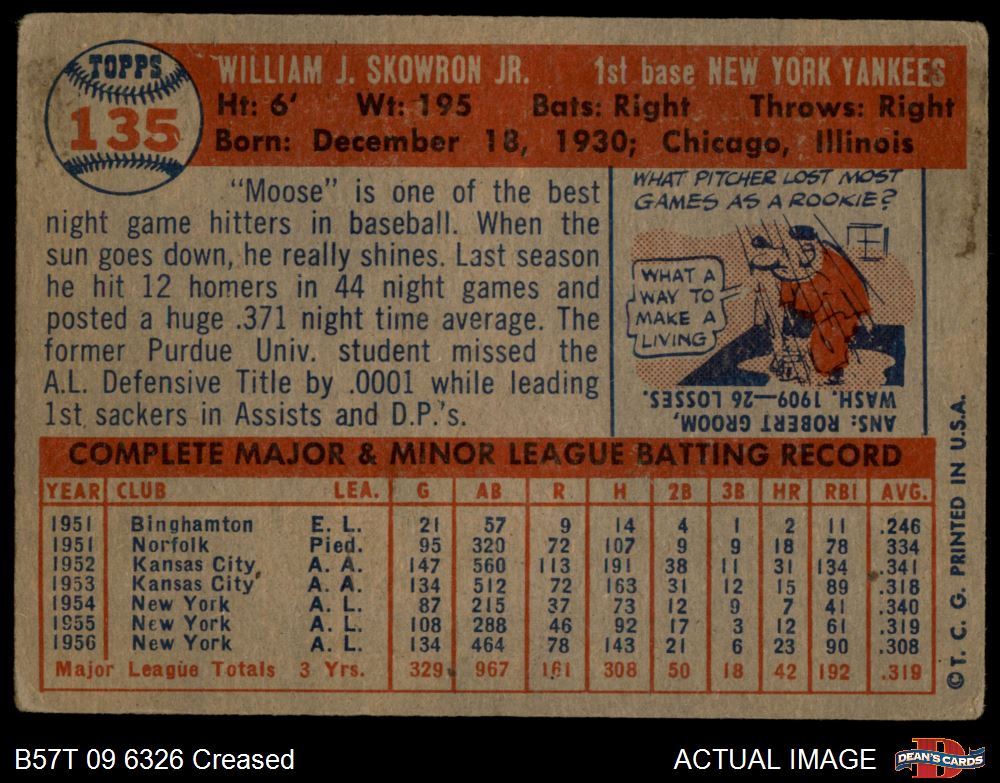 TOPPS
135
WILLIAM J. SKOWRON JR. 1st base NEW YORK YANKEES
Ht: 6' Wt: 195 Bats: Right Throws: Right
Born: December 18, 1930; Chicago, Illinois
"Moose" is one of the best
night game hitters in baseball. When the
sun goes down, he really shines. Last season
he hit 12 homers in 44 night games and
posted a huge .371 night time average. The
former Purdue Univ. student missed the
A.L. Defensive Title by .0001 while leading
1st sackers in Assists and D.P.'s.
WHAT PITCHER LOST MOST
GAMES AS A ROOKIE?
WHAT A
WAY TO
MAKE A
LIVING
ANS: ROBERT GROOM,
WASH. 1909—26 LOSSES.
COMPLETE MAJOR & MINOR LEAGUE BATTING RECORD
YEAR CLUB LEA. G AB R H 2B 3B HR RBI AVG.
1951 Binghamton E. L. 21 57 9 14 4 1 2 11 .246
1951 Norfolk Pied. 95 320 72 107 9 9 18 78 334
1952 Kansas City A. A. 147 560 113 191 38 11 31 134 .341
1953 Kansas City A. A. 134 512 72 163 31 12 15 89 .318
1954 New York A. L. 87 215 37 73 12 9 7 41 .340
1955 New York A. L. 108 288 46 92 17 3 12 61 .319
1956 New York A. L. 134 464 78 143 21 6 23 90 .308
Major League Totals 3 Yrs. 329 967 161 308 50 18 42 192 .319
©T. C. G. PRINTED IN U.S.A.
B57T 09 6326 Creased
ACTUAL IMAGE
D
DEAN'S CARDS